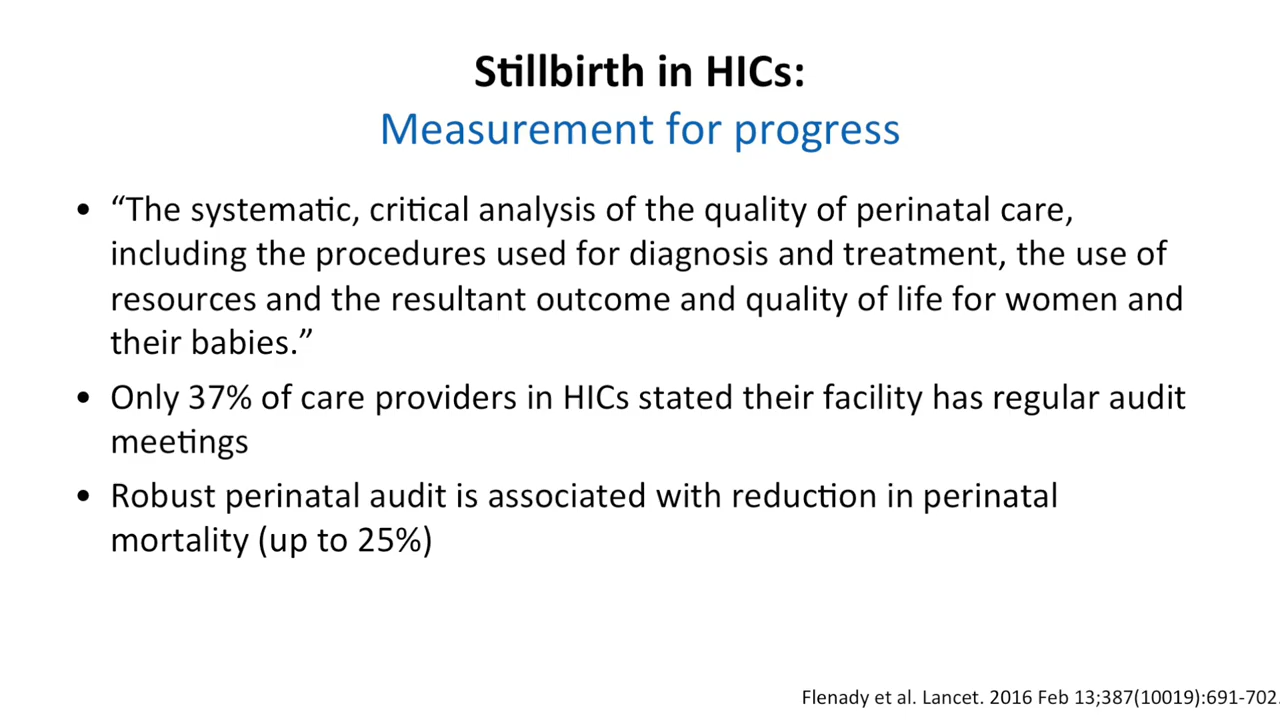 Stillbirth in HICs:
Measurement for progress
• “The systematic, critical analysis of the quality of perinatal care,
including the procedures used for diagnosis and treatment, the use of
resources and the resultant outcome and quality of life for women and
their babies.”
• Only 37% of care providers in HICs stated their facility has regular audit
meetings
• Robust perinatal audit is associated with reduction in perinatal
mortality (up to 25%)
Flenady et al. Lancet. 2016 Feb 13;387(10019):691-702.